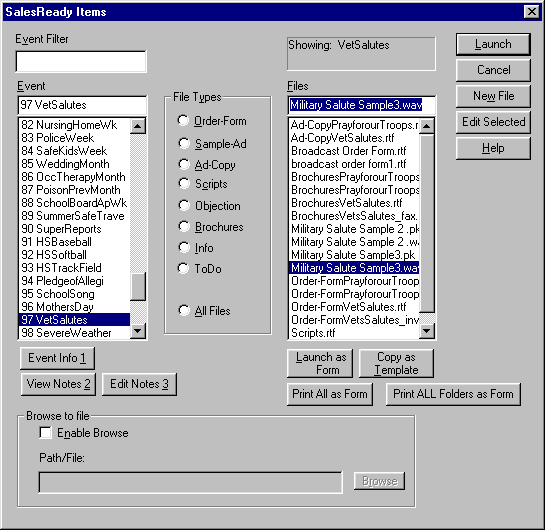 SalesReady Items
Event Filter
Showing: VetSalutes
Launch
Cancel
New File
Edit Selected
Help
Event
97 VetSalutes
82 NursingHomeWk
83 PoliceWeek
84 SafeKidsWeek
85 WeddingMonth
86 OccTherapyMonth
87 PoisonPrevMonth
88 SchoolBoardApWk
89 SummerSafeTrave
90 SuperReports
91 HSBaseball
92 HSSoftball
93 HSTrackField
94 PledgeofAllegi
95 SchoolSong
96 MothersDay
97 VetSalutes
98 SevereWeather
File Types
Order-Form
Sample-Ad
Ad-Copy
Scripts
Objection
Brochures
Info
ToDo
All Files
Files
Military Salute Sample3.wav
Ad-CopyPrayforourTroops.r
Ad-CopyVetSalutes.rtf
Broadcast Order Form.rtf
broadcast order form1.rtf
BrochuresPrayforourTroops
BrochuresPrayforourTroops
BrochuresVetSalutes.rtf
BrochuresVetsSalutes_fax.
Military Salute Sample 2 .pk
Military Salute Sample 2 .wa
Military Salute Sample3.pk
Military Salute Sample3.wav
Order-FormPrayforourTroop
Order-FormPrayforourTroop
Order-FormVetSalutes.rtf
Order-FormVetsSalutes_inv
Scripts.rtf
Event Info 1
View Notes 2
Edit Notes 3
Launch as Form
Copy as Template
Print All as Form
Print ALL Folders as Form
Browse to file
Enable Browse
Path/File:
Browse